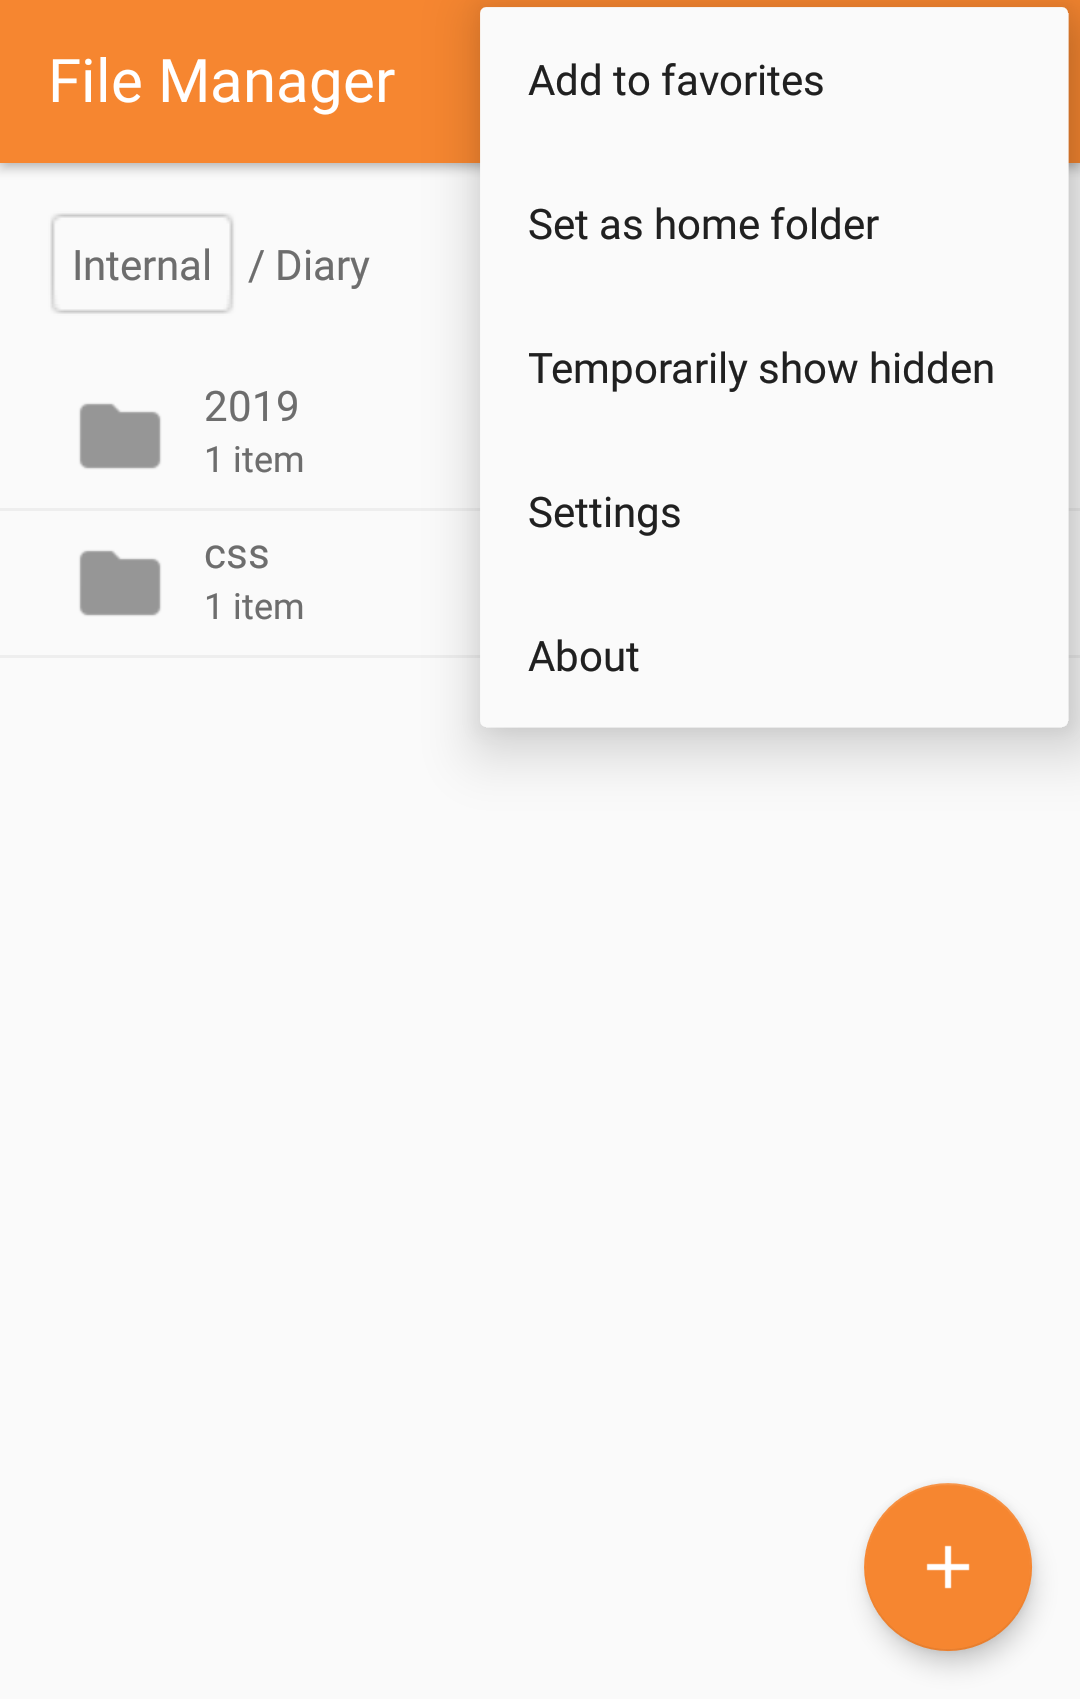 File Manager
Internal / Diary
2019
1 item
css
1 item
Add to favorites
Set as home folder
Temporarily show hidden
Settings
About